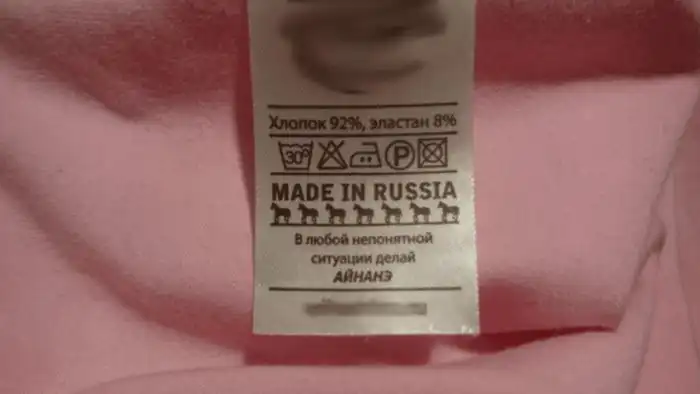 Хлопок 92%, эластан 8%
30° P
MADE IN RUSSIA
В любой непонятной
ситуации делай
АЙНАНЭ